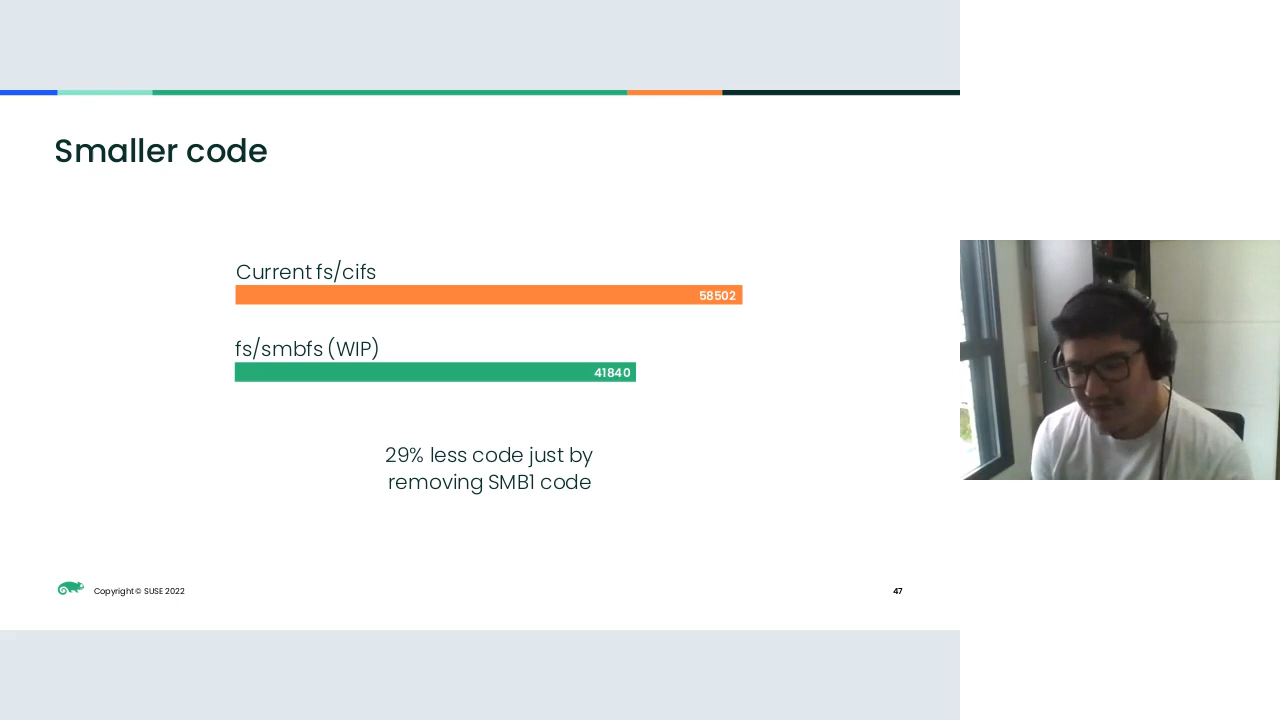 Smaller code
Current fs/cifs
58502
fs/smbfs (WIP)
41840
29% less code just by
removing SMB1 code
Copyright © SUSE 2022
47